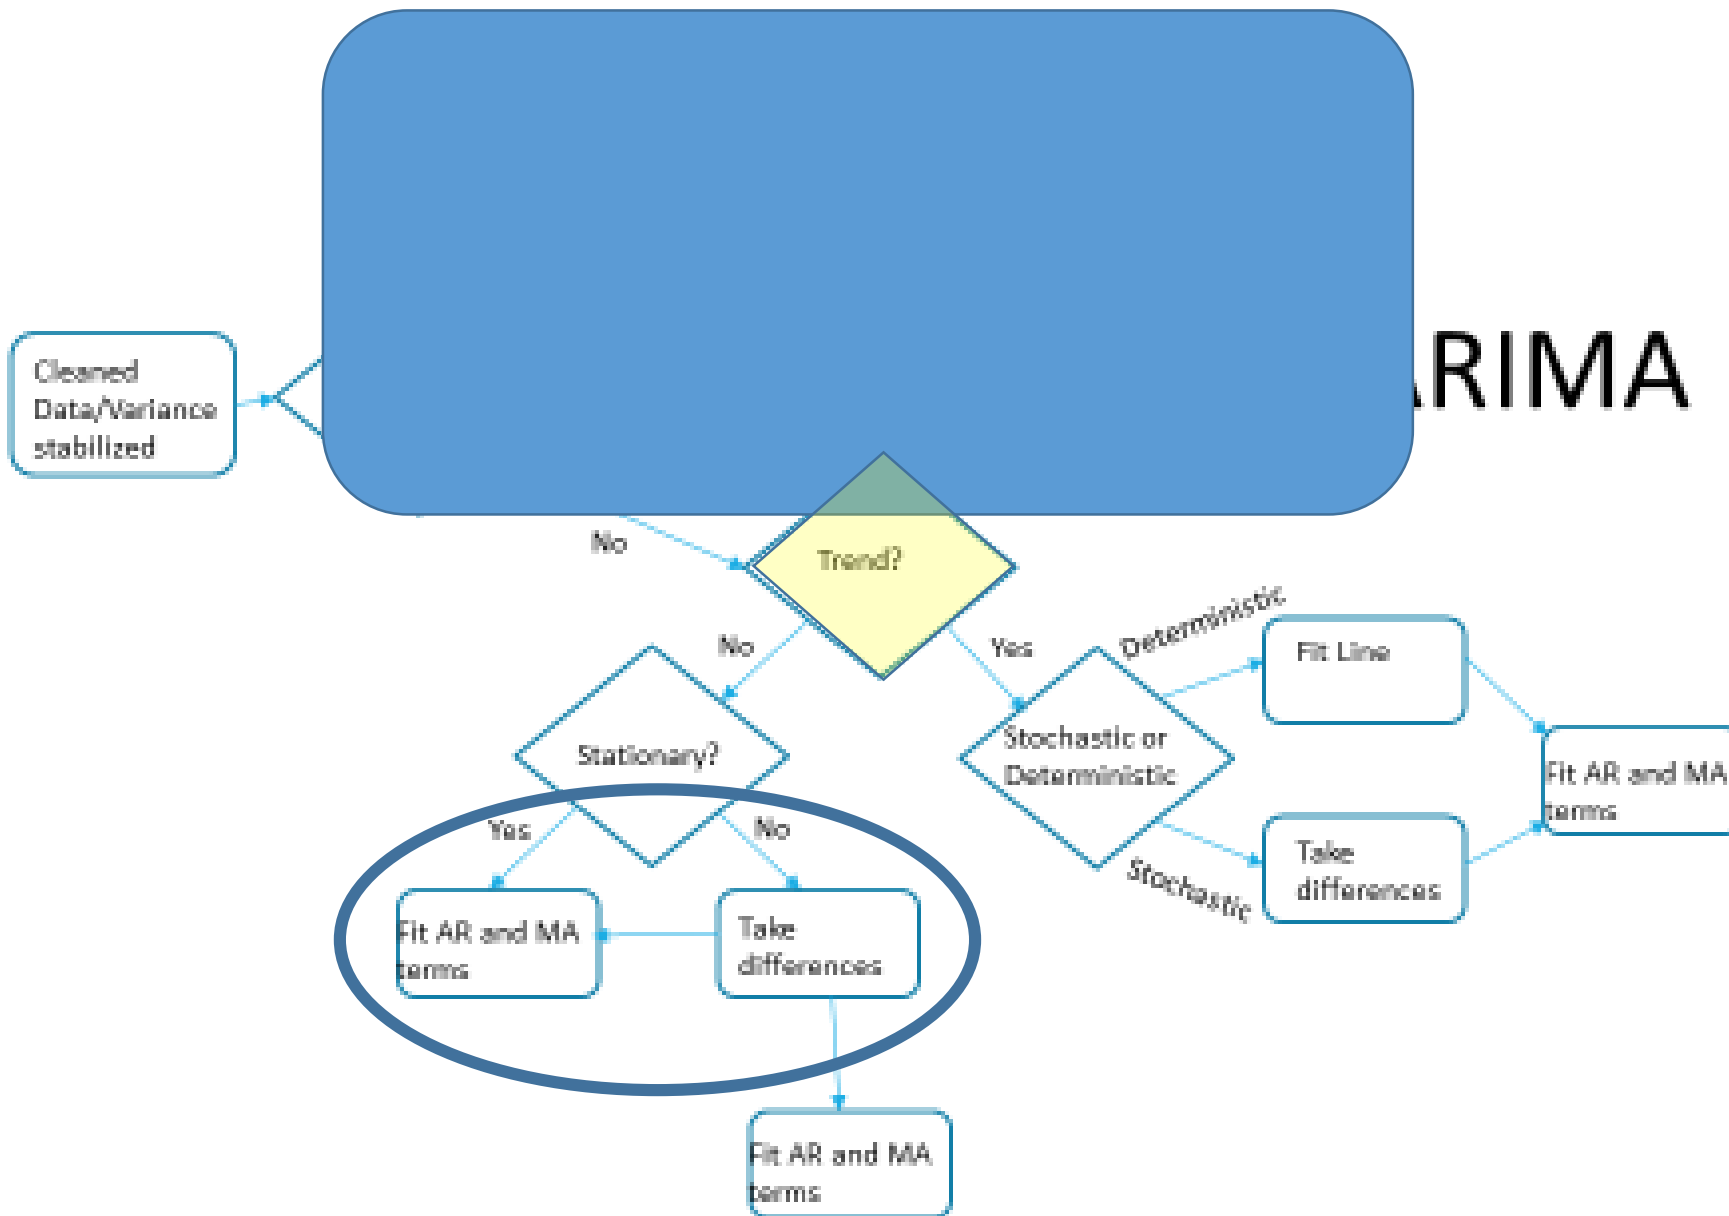 ARIMA
Cleaned
Data/Variance
stabilized
No
Trend?
No
Yes
Deterministic
Fit Line
Stationary?
Stochastic or
Deterministic
Fit AR and MA
terms
Yes
No
Stochastic
Take
differences
Fit AR and MA
terms
Take
differences
Fit AR and MA
terms